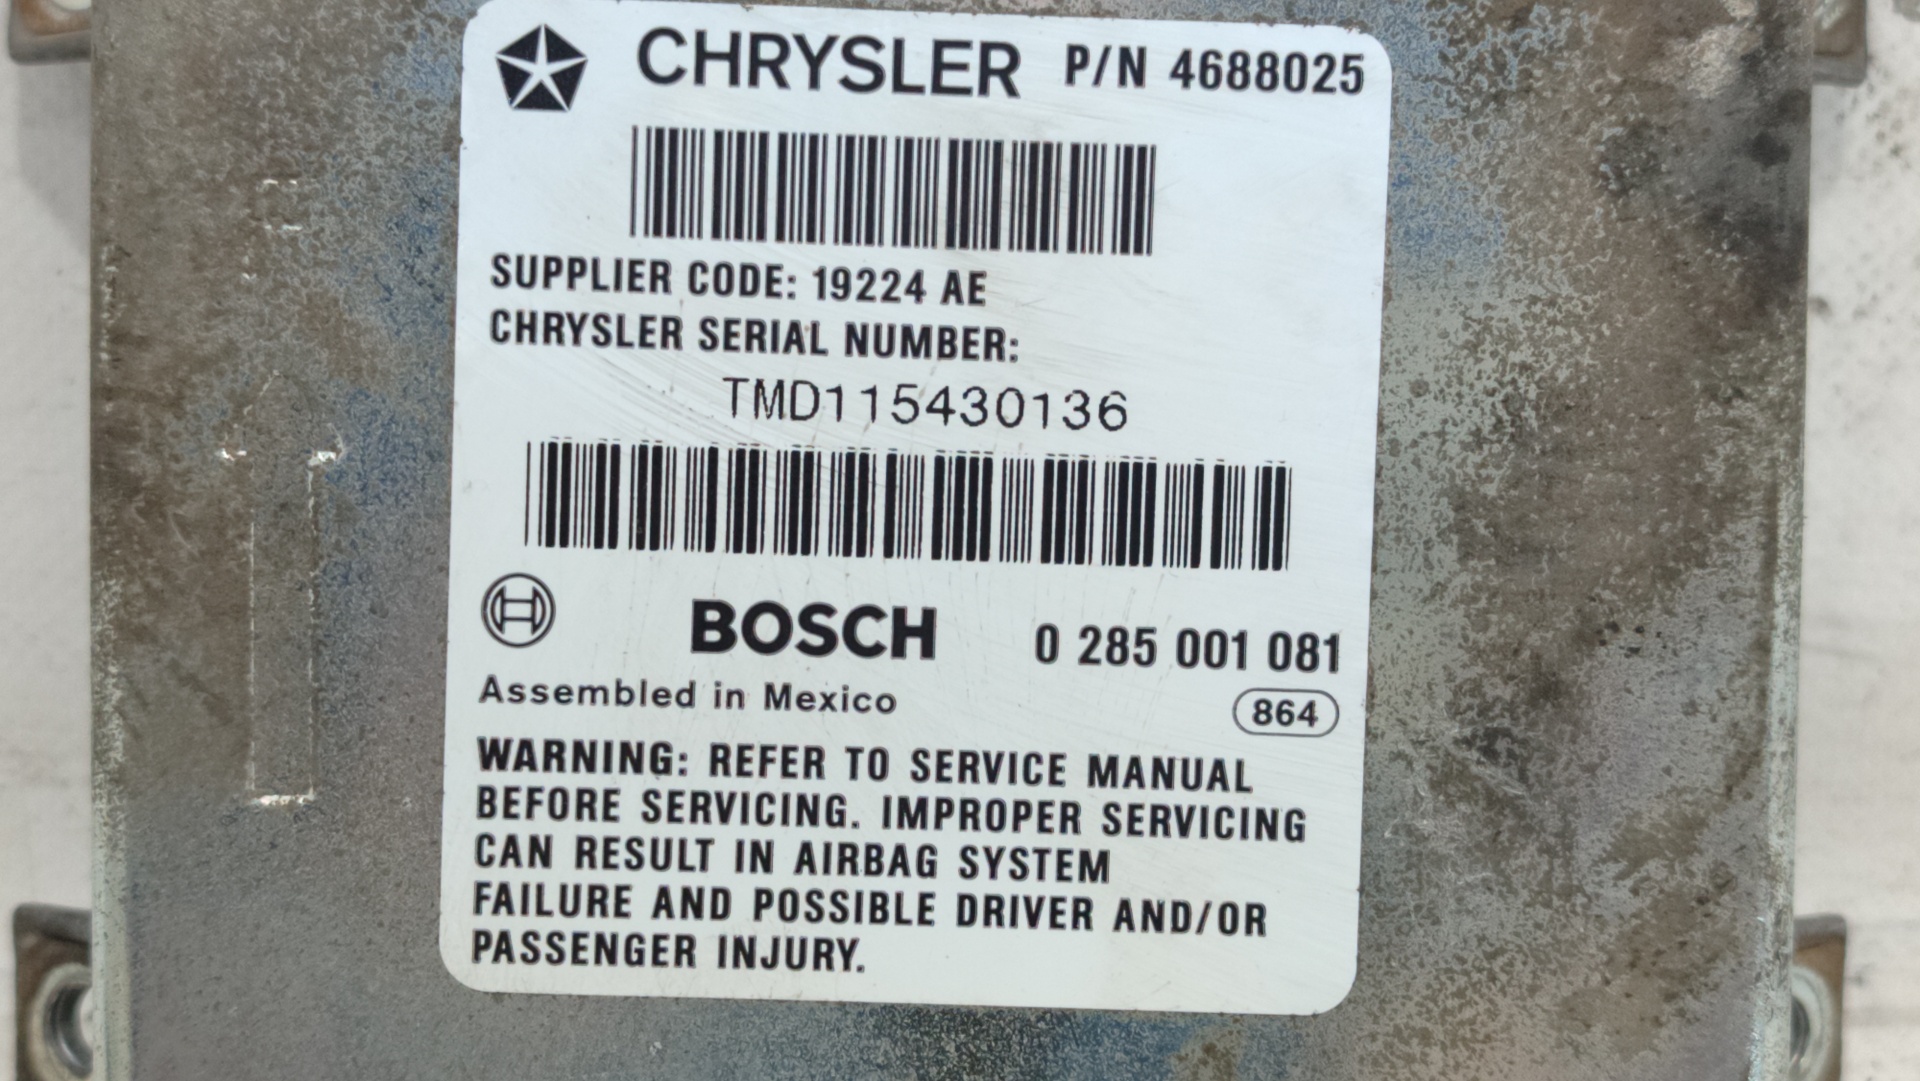 CHRYSLER P/N 4688025
SUPPLIER CODE: 19224 AE
CHRYSLER SERIAL NUMBER:
TMD115430136
BOSCH 0 285 001 081
Assembled in Mexico 864
WARNING: REFER TO SERVICE MANUAL
BEFORE SERVICING. IMPROPER SERVICING
CAN RESULT IN AIRBAG SYSTEM
FAILURE AND POSSIBLE DRIVER AND/OR
PASSENGER INJURY.